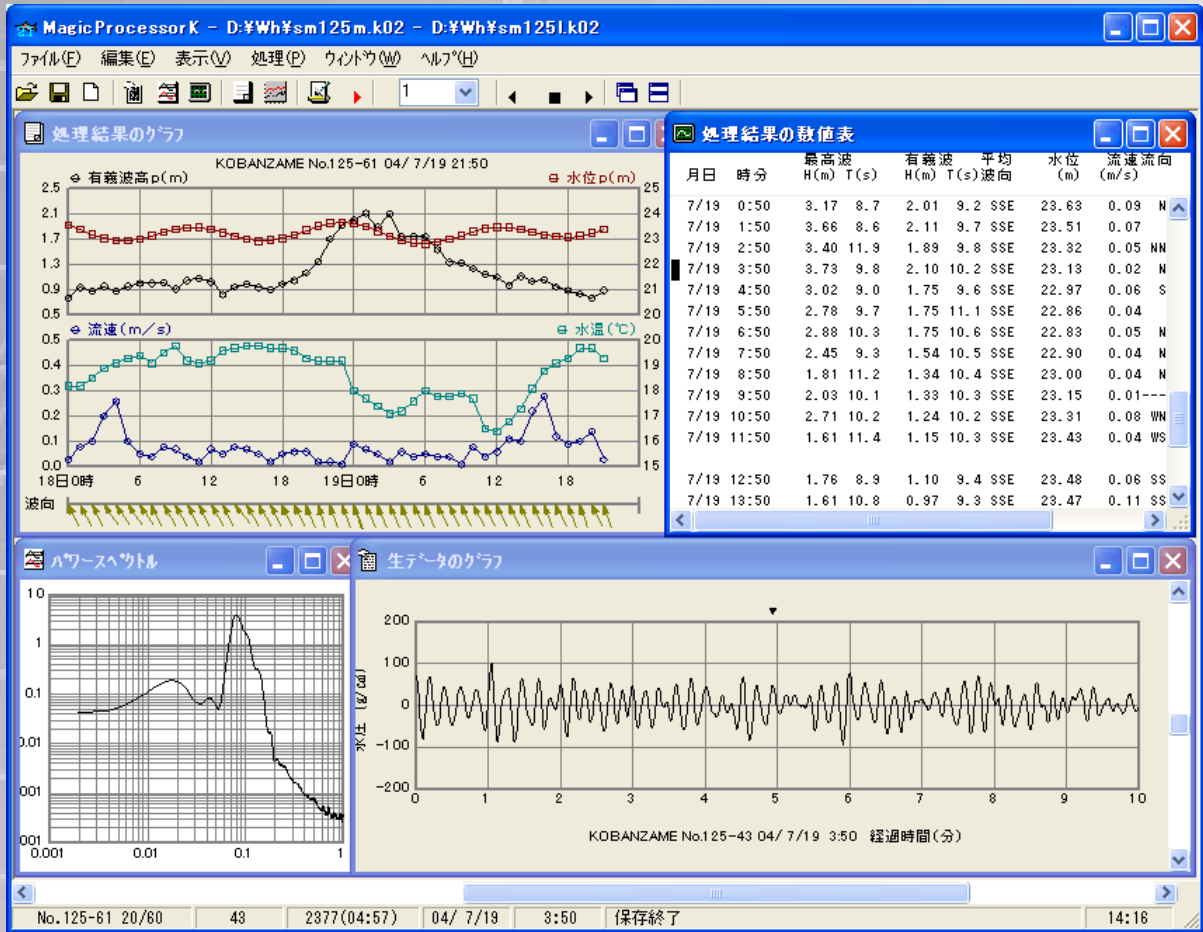 MagicProcessorK - D:¥Wh¥sm125m.k02 - D:¥Wh¥sm125l.k02
ファイル(F) 編集(E) 表示(V) 処理(P) ウィンドウ(W) ヘルプ(H)
1
処理結果のグラフ
KOBANZAME No.125-61 04/ 7/19 21:50
有義波高p(m) 水位p(m)
2.5 25
2.1 24
1.7 23
1.3 22
0.9 21
0.5 20
流速(m/s) 水温(℃)
0.5 20
0.4 19
0.3 18
0.2 17
0.1 16
0.0 15
18日0時 6 12 18 19日0時 6 12 18
波向
処理結果の数値表
最高波 有義波 平均 水位 流速流向
月日 時分 H(m) T(s) H(m) T(s)波向 (m) (m/s)
7/19 0:50 3.17 8.7 2.01 9.2 SSE 23.63 0.09 N
7/19 1:50 3.66 8.6 2.11 9.7 SSE 23.51 0.07
7/19 2:50 3.40 11.8 1.89 9.8 SSE 23.32 0.05 NN
7/19 3:50 3.73 9.8 2.10 10.2 SSE 23.13 0.02 N
7/19 4:50 3.02 9.0 1.75 9.6 SSE 22.97 0.06 S
7/19 5:50 2.78 9.7 1.75 11.1 SSE 22.86 0.04
7/19 6:50 2.88 10.3 1.75 10.6 SSE 22.83 0.05 N
7/19 7:50 2.45 9.3 1.54 10.5 SSE 22.90 0.04 N
7/19 8:50 1.81 11.2 1.34 10.4 SSE 23.00 0.04 N
7/19 9:50 2.03 10.1 1.33 10.3 SSE 23.15 0.01---
7/19 10:50 2.71 10.2 1.24 10.2 SSE 23.31 0.08 WN
7/19 11:50 1.61 11.4 1.15 10.3 SSE 23.43 0.04 WS
7/19 12:50 1.76 8.9 1.10 9.4 SSE 23.48 0.06 SS
7/19 13:50 1.61 10.8 0.97 9.3 SSE 23.47 0.11 SS
パワースペクトル
10
1
0.1
0.01
001
001
0.001 0.01 0.1 1
生データのグラフ
水圧 (g/c㎡)
200
100
0
-100
-200
0 1 2 3 4 5 6 7 8 9 10
KOBANZAME No.125-43 04/ 7/19 3:50 経過時間(分)
No.125-61 20/60 43 2377(04:57) 04/ 7/19 3:50 保存終了 14:16